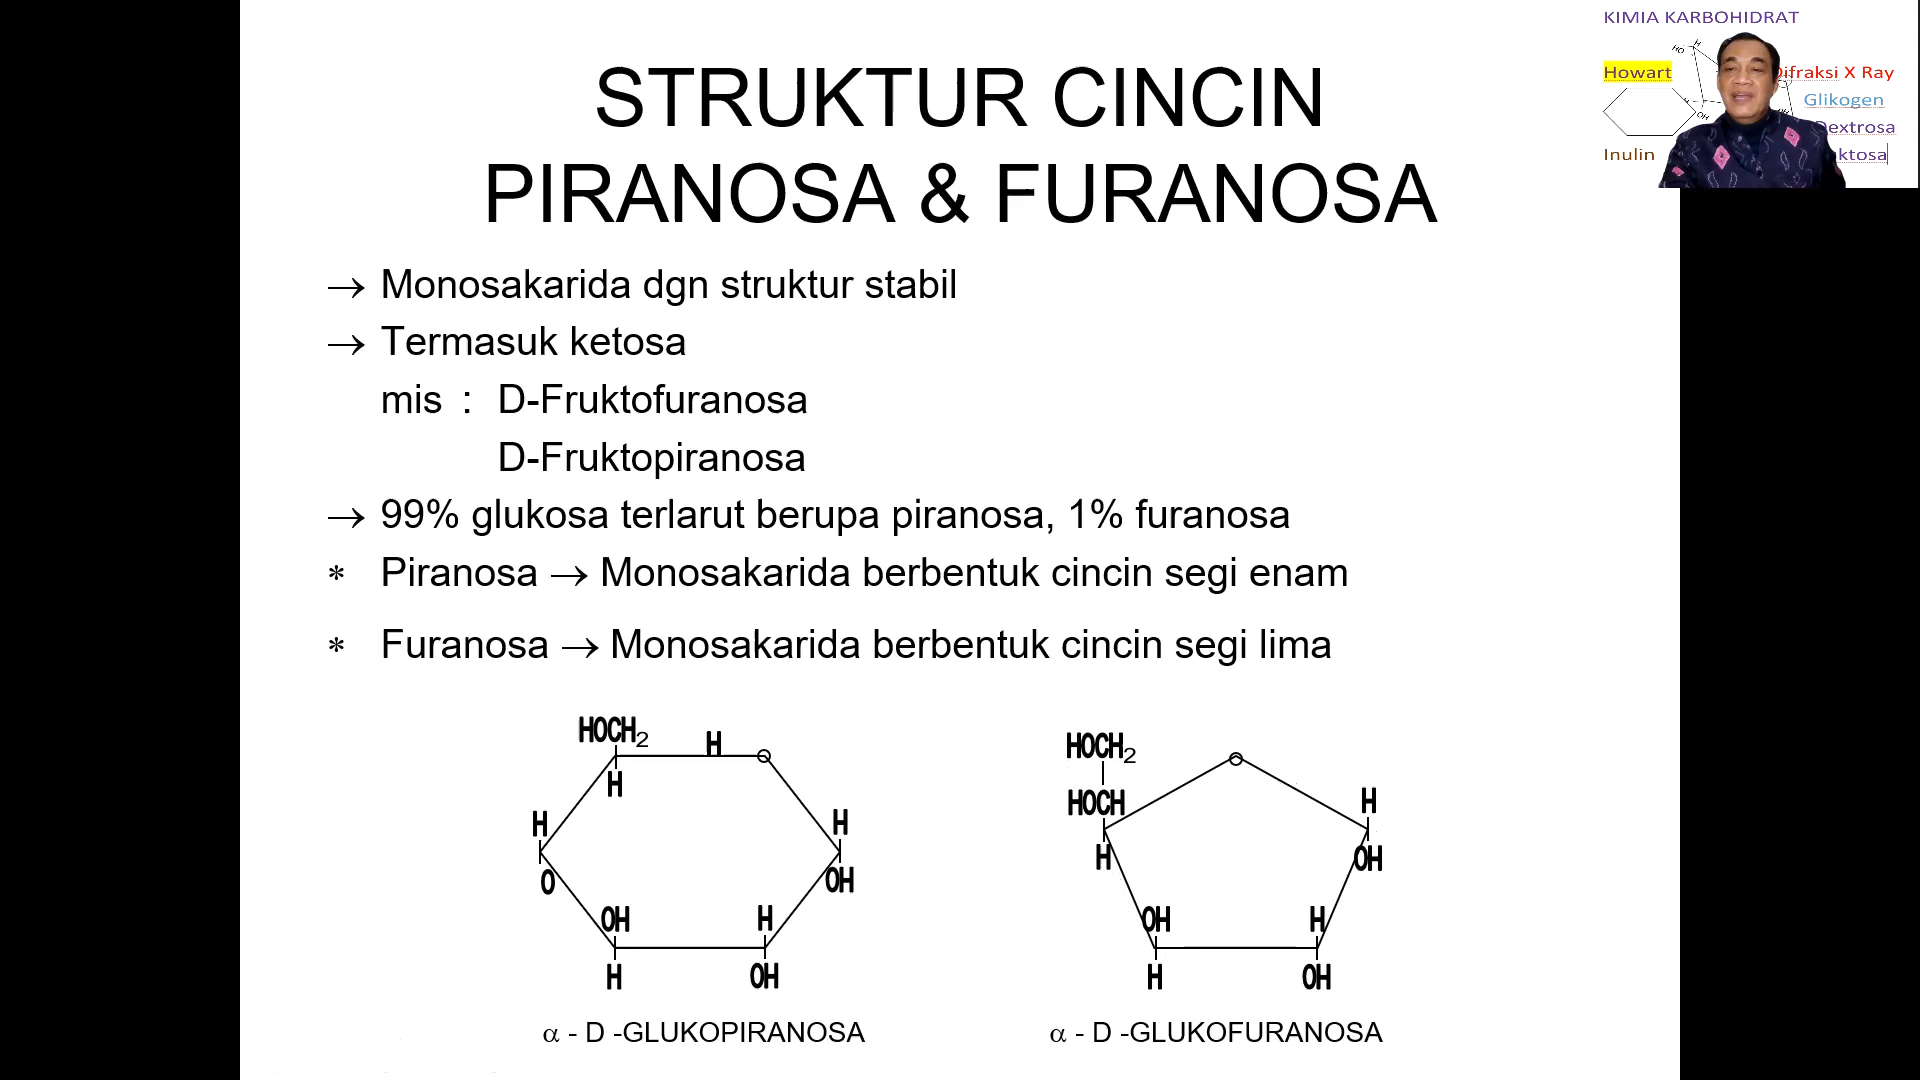 STRUKTUR CINCIN
PIRANOSA & FURANOSA
→ Monosakarida dgn struktur stabil
→ Termasuk ketosa
mis : D-Fruktofuranosa
D-Fruktopiranosa
→ 99% glukosa terlarut berupa piranosa, 1% furanosa
* Piranosa → Monosakarida berbentuk cincin segi enam
* Furanosa → Monosakarida berbentuk cincin segi lima
HOCH2
H
H
H
O
OH
H
H
OH
H
OH
α - D -GLUKOPIRANOSA
HOCH2
HOCH
H
OH
H
H
OH
H
OH
α - D -GLUKOFURANOSA
KIMIA KARBOHIDRAT
HO H
Howart
Difraksi X Ray
Glikogen
OH
Dextrosa
Inulin